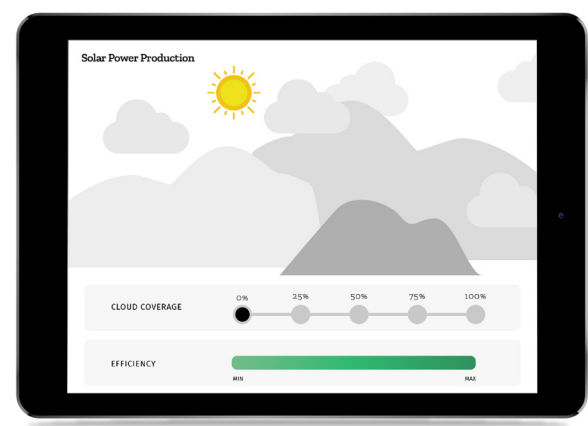 Solar Power Production
CLOUD COVERAGE
0% 25% 50% 75% 100%
EFFICIENCY
MIN MAX